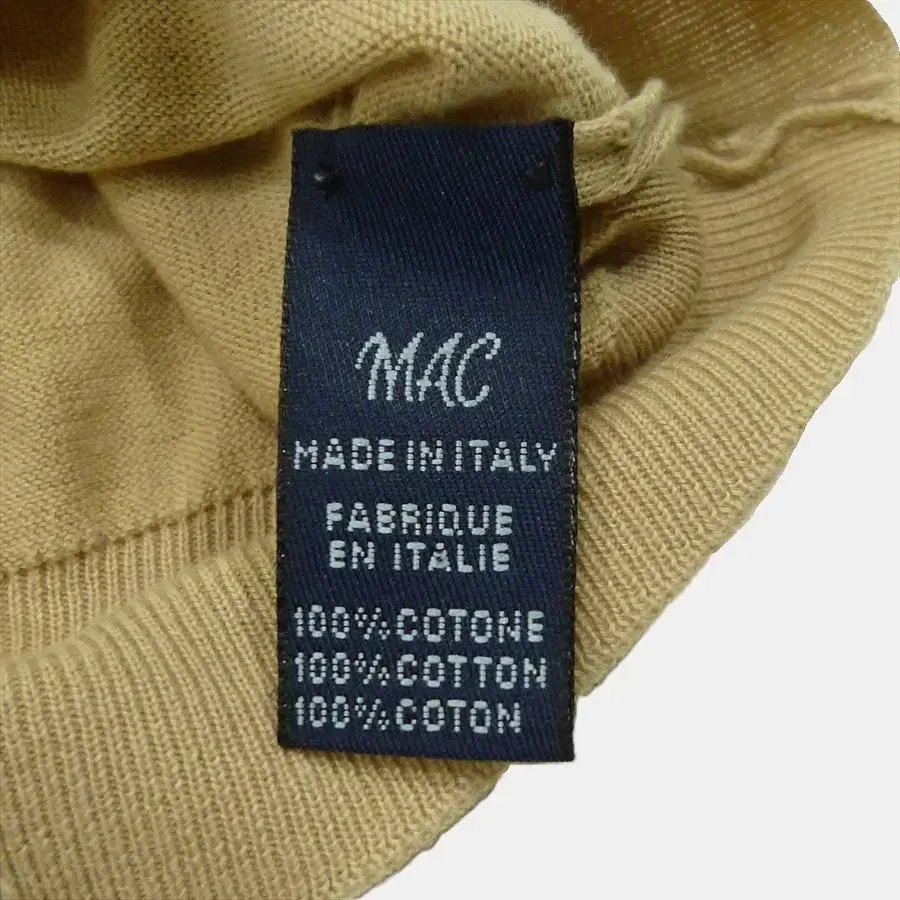 MAC
MADE IN ITALY
FABRIQUE
EN ITALIE
100% COTONE
100% COTTON
100% COTON